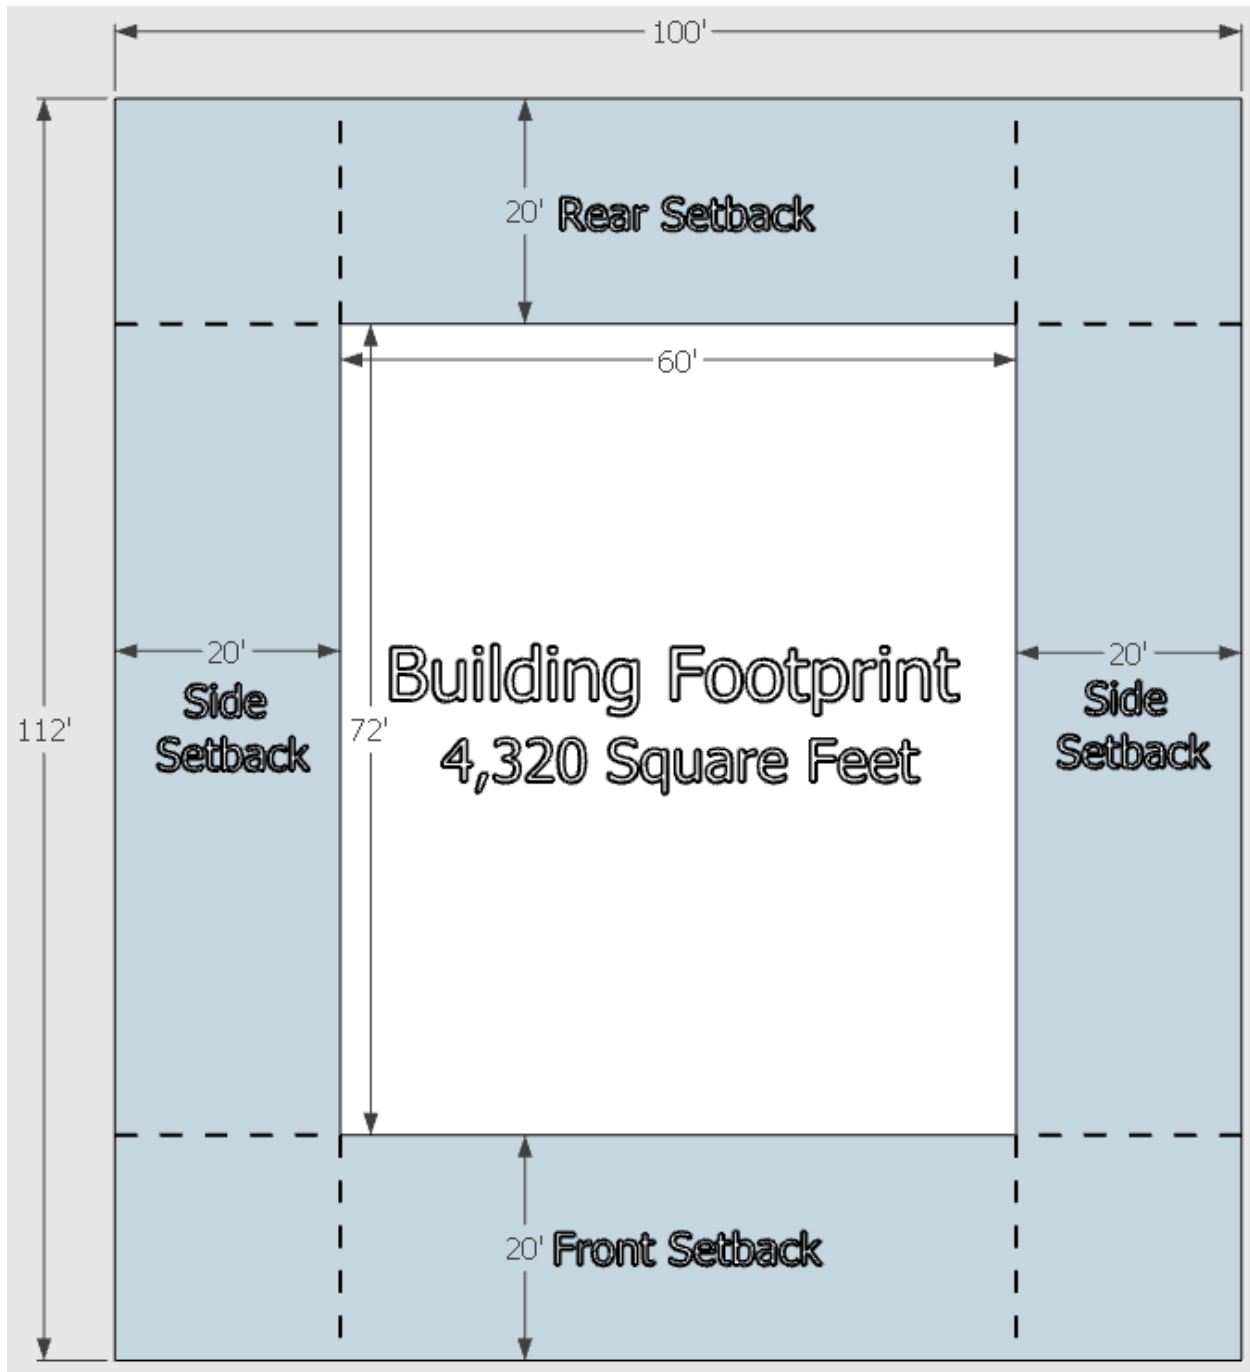 100'
20' Rear Setback
60'
Building Footprint
4,320 Square Feet
20'
Side
Setback
112'
72'
20'
Side
Setback
20' Front Setback